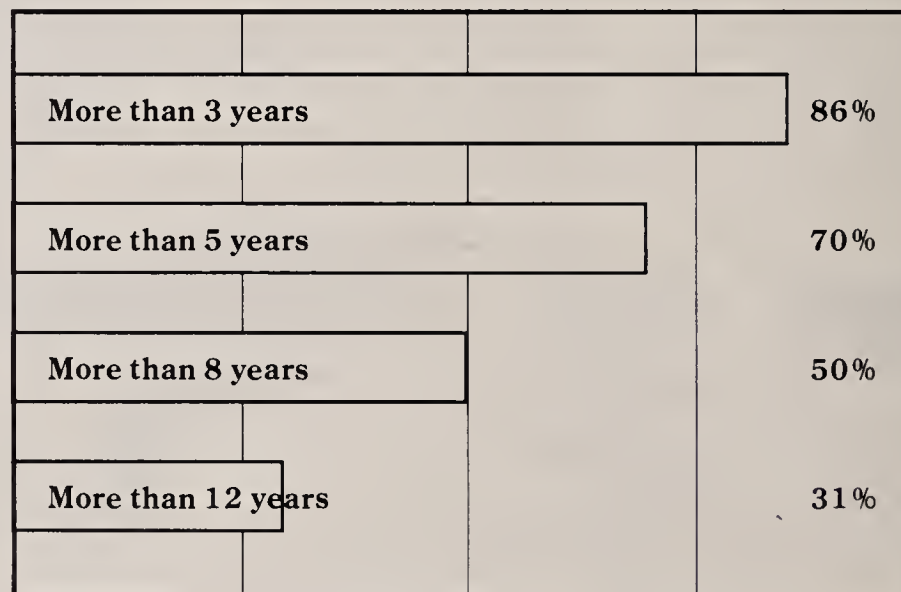 More than 3 years 86%
More than 5 years 70%
More than 8 years 50%
More than 12 years 31%